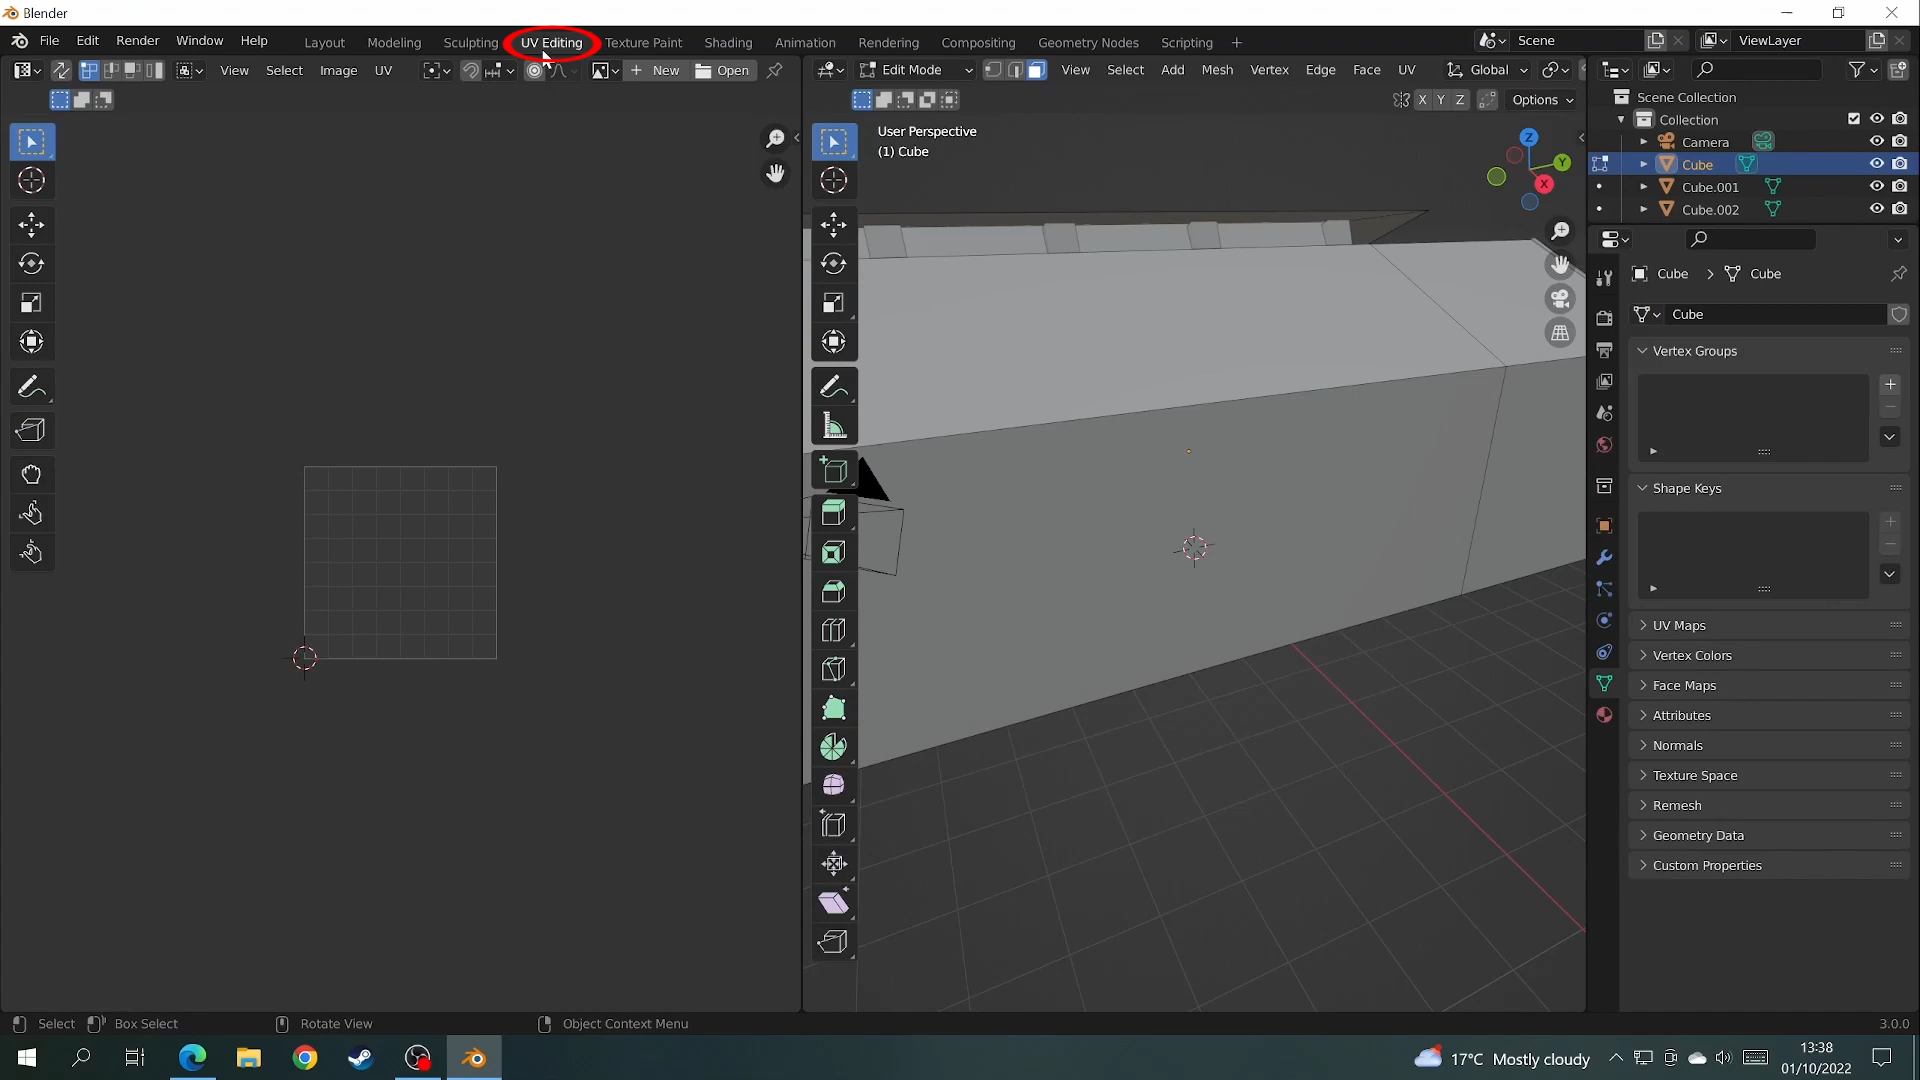 Blender
File Edit Render Window Help Layout Modeling Sculpting UV Editing Texture Paint Shading Animation Rendering Compositing Geometry Nodes Scripting + Scene ViewLayer
View Select Image UV New Open Edit Mode View Select Add Mesh Vertex Edge Face UV Global
X Y Z Options
Scene Collection
Collection
Camera
Cube
Cube.001
Cube.002
User Perspective
(1) Cube
Z
Y
X
Cube > Cube
Cube
Vertex Groups
Shape Keys
UV Maps
Vertex Colors
Face Maps
Attributes
Normals
Texture Space
Remesh
Geometry Data
Custom Properties
Select Box Select Rotate View Object Context Menu 3.0.0
17°C Mostly cloudy
13:38
01/10/2022